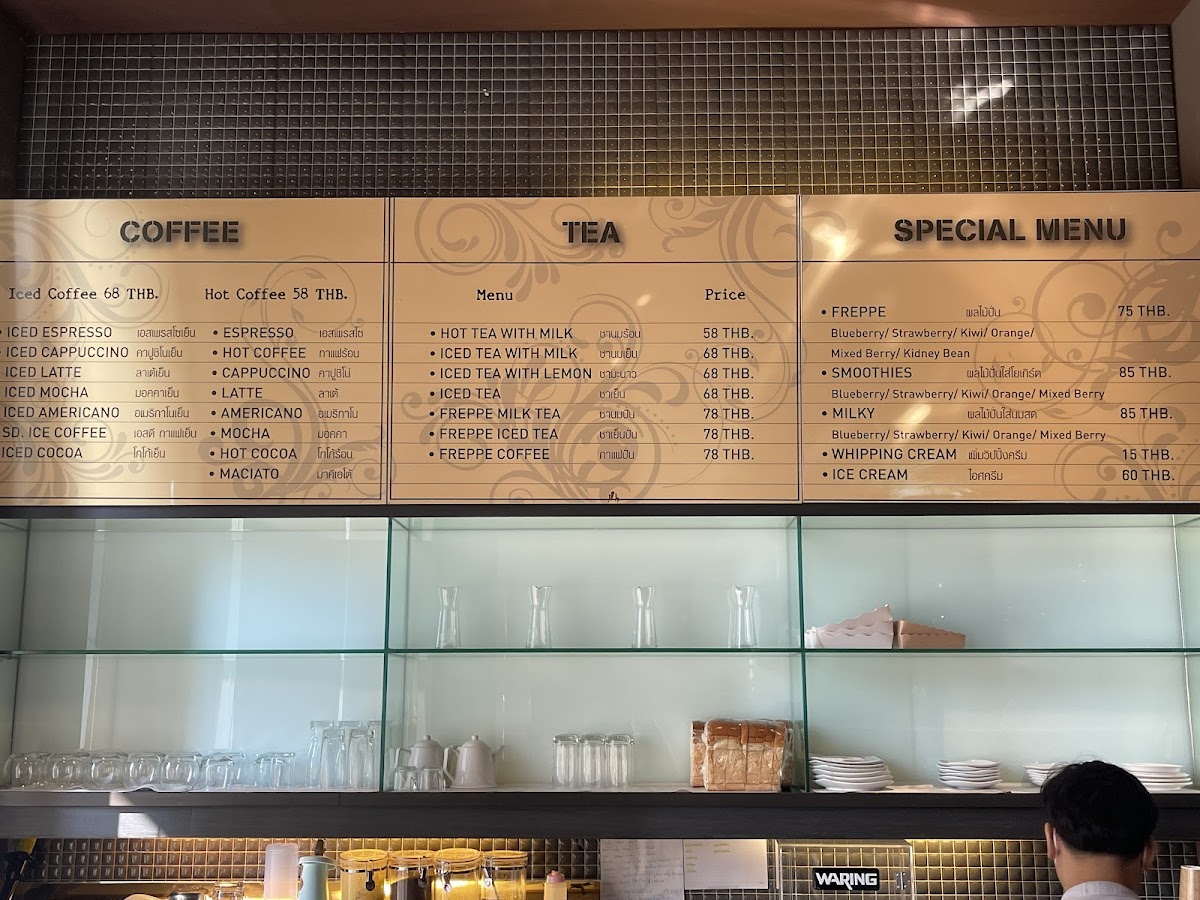 COFFEE
Iced Coffee 68 THB.
ICED ESPRESSO เอสเพรสโซเย็น
ICED CAPPUCCINO คาปูชิโนเย็น
ICED LATTE ลาเต้เย็น
ICED MOCHA มอคคาเย็น
ICED AMERICANO อเมริกาโนเย็น
SD. ICE COFFEE เอสดี กาแฟเย็น
ICED COCOA โกโก้เย็น
Hot Coffee 58 THB.
• ESPRESSO เอสเพรสโซ่
• HOT COFFEE กาแฟร้อน
• CAPPUCCINO คาปูชิโน่
• LATTE ลาเต้
• AMERICANO อเมริกาโน
• MOCHA มอคคา
• HOT COCOA โกโก้ร้อน
• MACIATO มาคิเอโต้
TEA
Menu Price
• HOT TEA WITH MILK ชานมร้อน 58 THB.
• ICED TEA WITH MILK ชานมเย็น 68 THB.
• ICED TEA WITH LEMON ชามะนาว 68 THB.
• ICED TEA ชาเย็น 68 THB.
• FREPPE MILK TEA ชานมปั่น 78 THB.
• FREPPE ICED TEA ชาเย็นปั่น 78 THB.
• FREPPE COFFEE กาแฟปั่น 78 THB.
SPECIAL MENU
• FREPPE ผลไม้ปั่น 75 THB.
Blueberry/ Strawberry/ Kiwi/ Orange/
Mixed Berry/ Kidney Bean
• SMOOTHIES ผลไม้ปั่นใส่โยเกิร์ต 85 THB.
Blueberry/ Strawberry/ Kiwi/ Orange/ Mixed Berry
• MILKY ผลไม้ปั่นใส่นมสด 85 THB.
Blueberry/ Strawberry/ Kiwi/ Orange/ Mixed Berry
• WHIPPING CREAM เพิ่มวิปปิ้งครีม 15 THB.
• ICE CREAM ไอศครีม 60 THB.
WARING